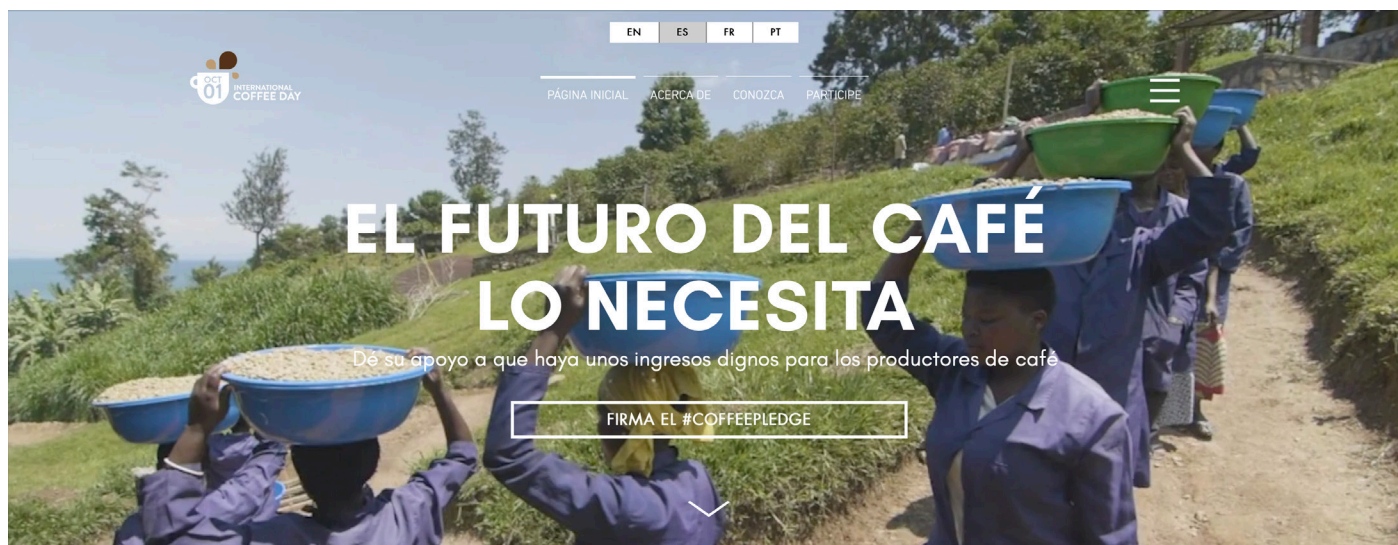 EN ES FR PT
OCT
01
INTERNATIONAL
COFFEE DAY
PÁGINA INICIAL ACERCA DE CONOZCA PARTICIPE
EL FUTURO DEL CAFÉ
LO NECESITA
Dé su apoyo a que haya unos ingresos dignos para los productores de café
FIRMA EL #COFFEEPLEDGE